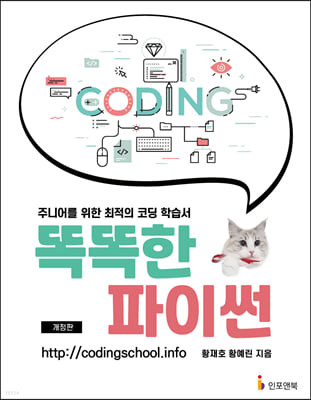 CODING
주니어를 위한 최적의 코딩 학습서
똑똑한
파이썬
개정판
http://codingschool.info 황재호 황예린 지음
인포앤북